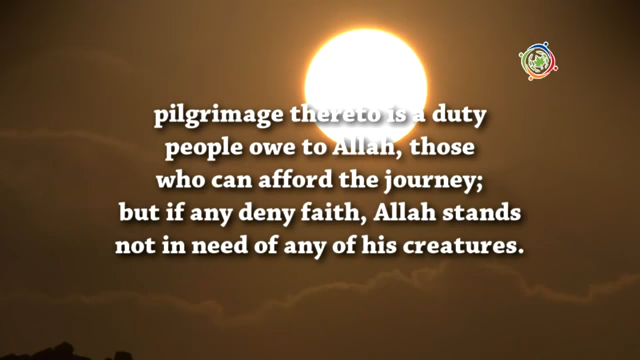 pilgrimage thereto is a duty
people owe to Allah, those
who can afford the journey;
but if any deny faith, Allah stands
not in need of any of his creatures.